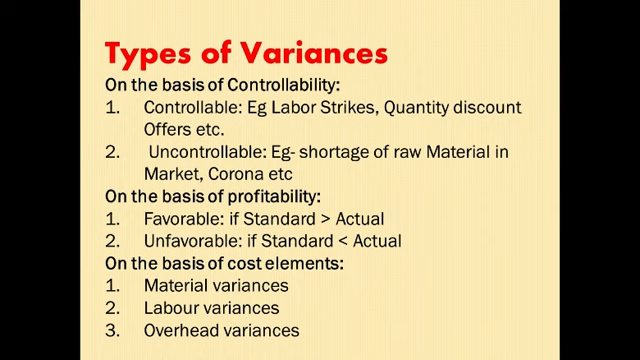 Types of Variances
On the basis of Controllability:
1. Controllable: Eg Labor Strikes, Quantity discount
Offers etc.
2. Uncontrollable: Eg- shortage of raw Material in
Market, Corona etc
On the basis of profitability:
1. Favorable: if Standard > Actual
2. Unfavorable: if Standard < Actual
On the basis of cost elements:
1. Material variances
2. Labour variances
3. Overhead variances